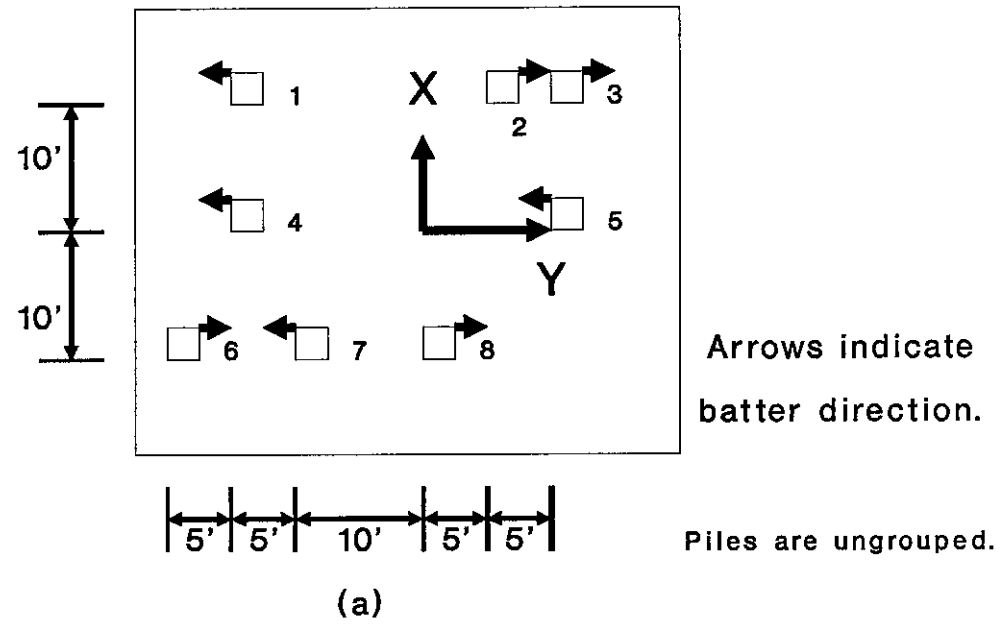 1
X
2
3
10'
4
5
Y
10'
6
7
8
Arrows indicate
batter direction.
5' 5' 10' 5' 5'
Piles are ungrouped.
(a)